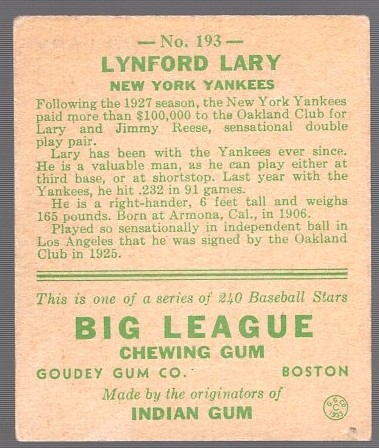 — No. 193 —
LYNFORD LARY
NEW YORK YANKEES
Following the 1927 season, the New York Yankees
paid more than $100,000 to the Oakland Club for
Lary and Jimmy Reese, sensational double
play pair.
Lary has been with the Yankees ever since.
He is a valuable man, as he can play either at
third base, or at shortstop. Last year with the
Yankees, he hit .232 in 91 games.
He is a right-hander, 6 feet tall and weighs
165 pounds. Born at Armona, Cal., in 1906.
Played so sensationally in independent ball in
Los Angeles that he was signed by the Oakland
Club in 1925.
This is one of a series of 240 Baseball Stars
BIG LEAGUE
CHEWING GUM
GOUDEY GUM CO. BOSTON
Made by the originators of
INDIAN GUM
G.G.CO.
C
1933